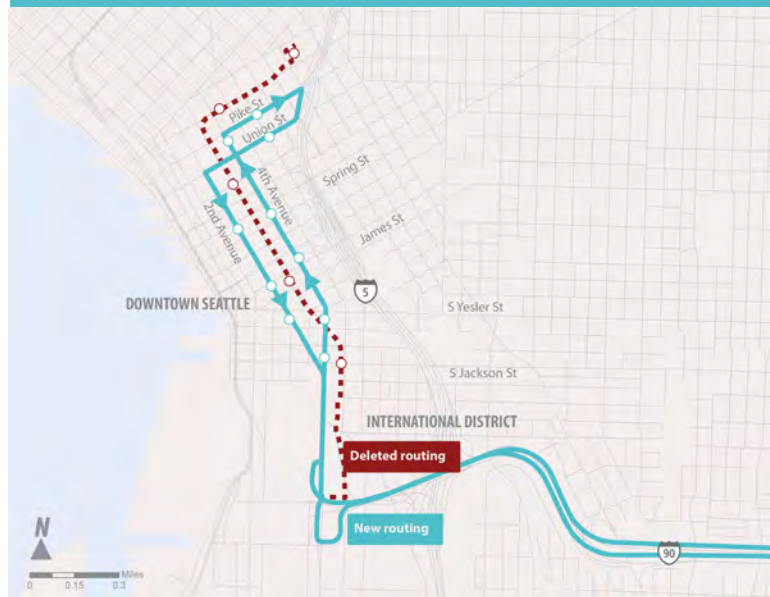 Pike St
Union St
Spring St
4th Avenue
James St
2nd Avenue
5
DOWNTOWN SEATTLE
S Yesler St
S Jackson St
INTERNATIONAL DISTRICT
Deleted routing
New routing
N
90
Miles
0 0.15 0.3